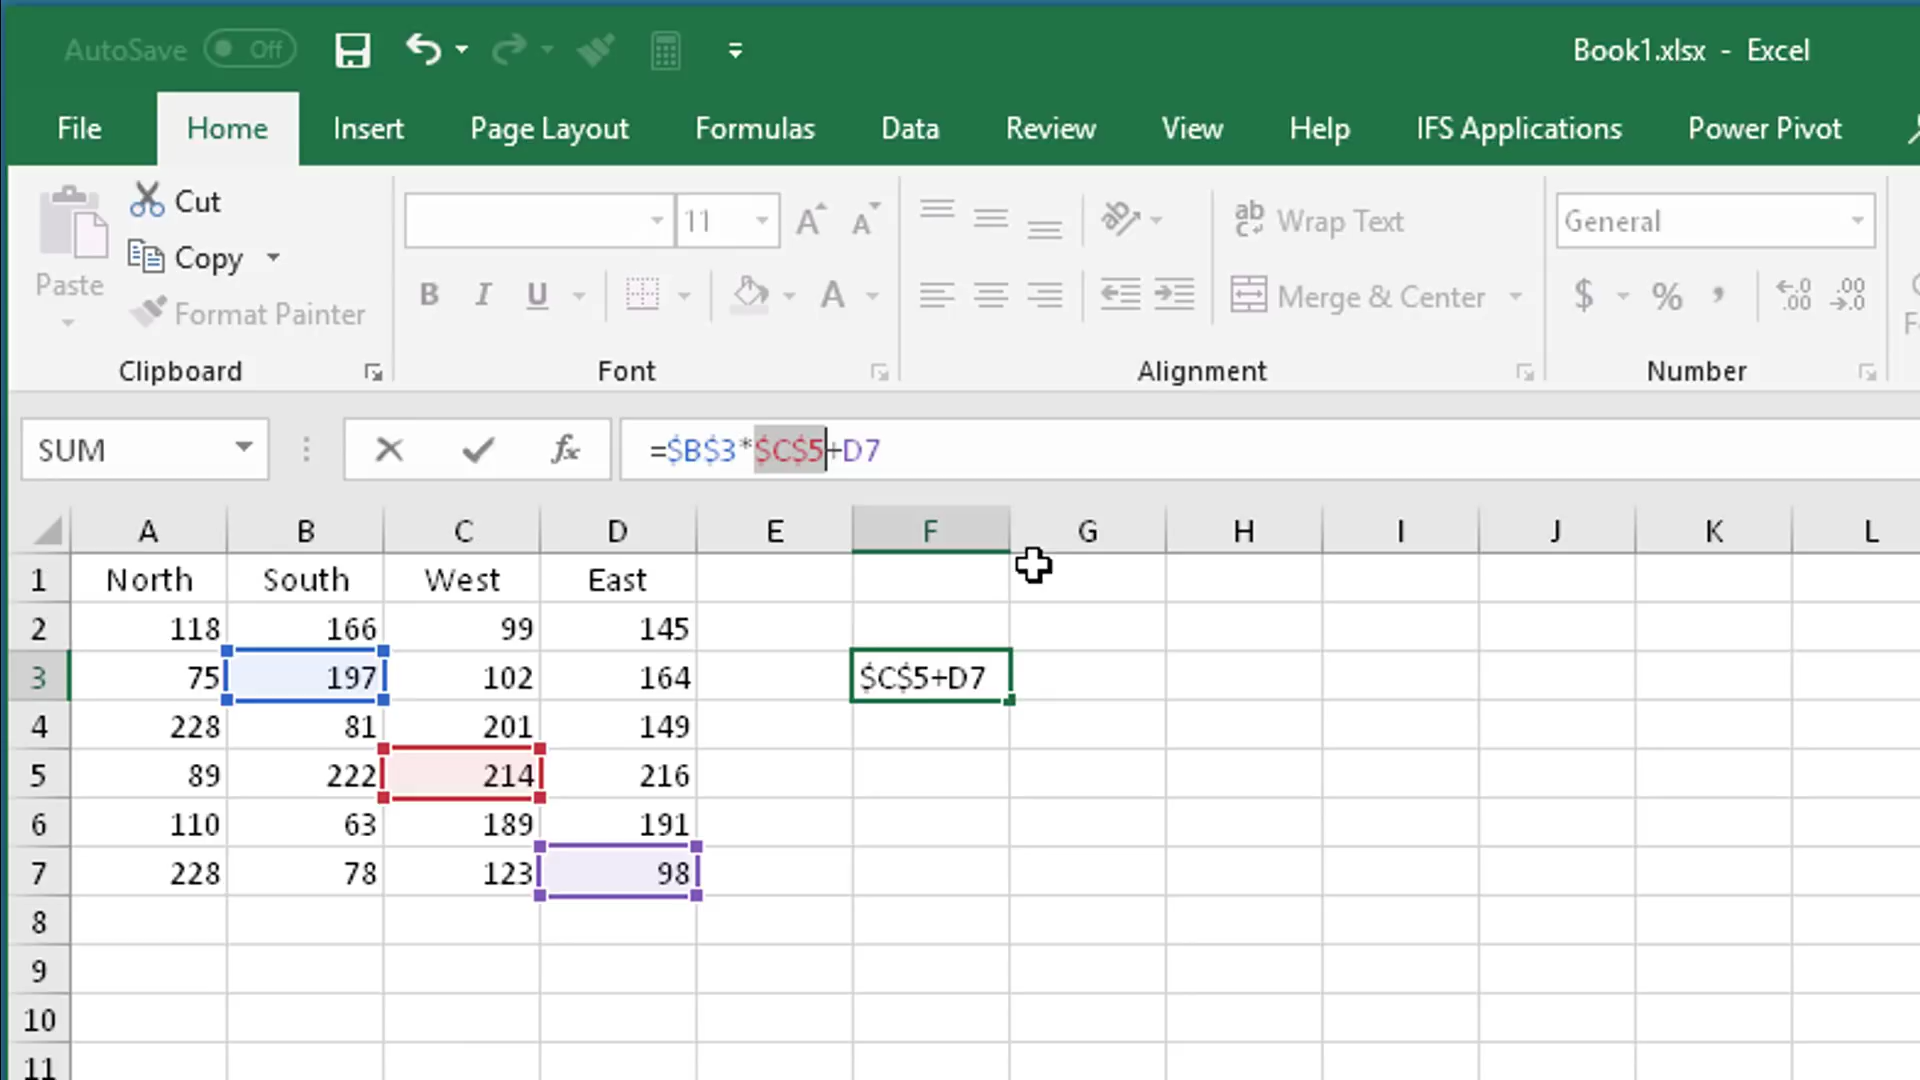 AutoSave Off Book1.xlsx - Excel
File Home Insert Page Layout Formulas Data Review View Help IFS Applications Power Pivot
Paste
Cut
Copy
Format Painter
Clipboard
11
A A
B I U A
Font
ab Wrap Text
Merge & Center
Alignment
General
$ % , .0 .00 .00 .0
Number
SUM fx =$B$3*$C$5+D7
A B C D E F G H I J K L
1 North South West East
2 118 166 99 145
3 75 197 102 164 $C$5+D7
4 228 81 201 149
5 89 222 214 216
6 110 63 189 191
7 228 78 123 98
8
9
10
11